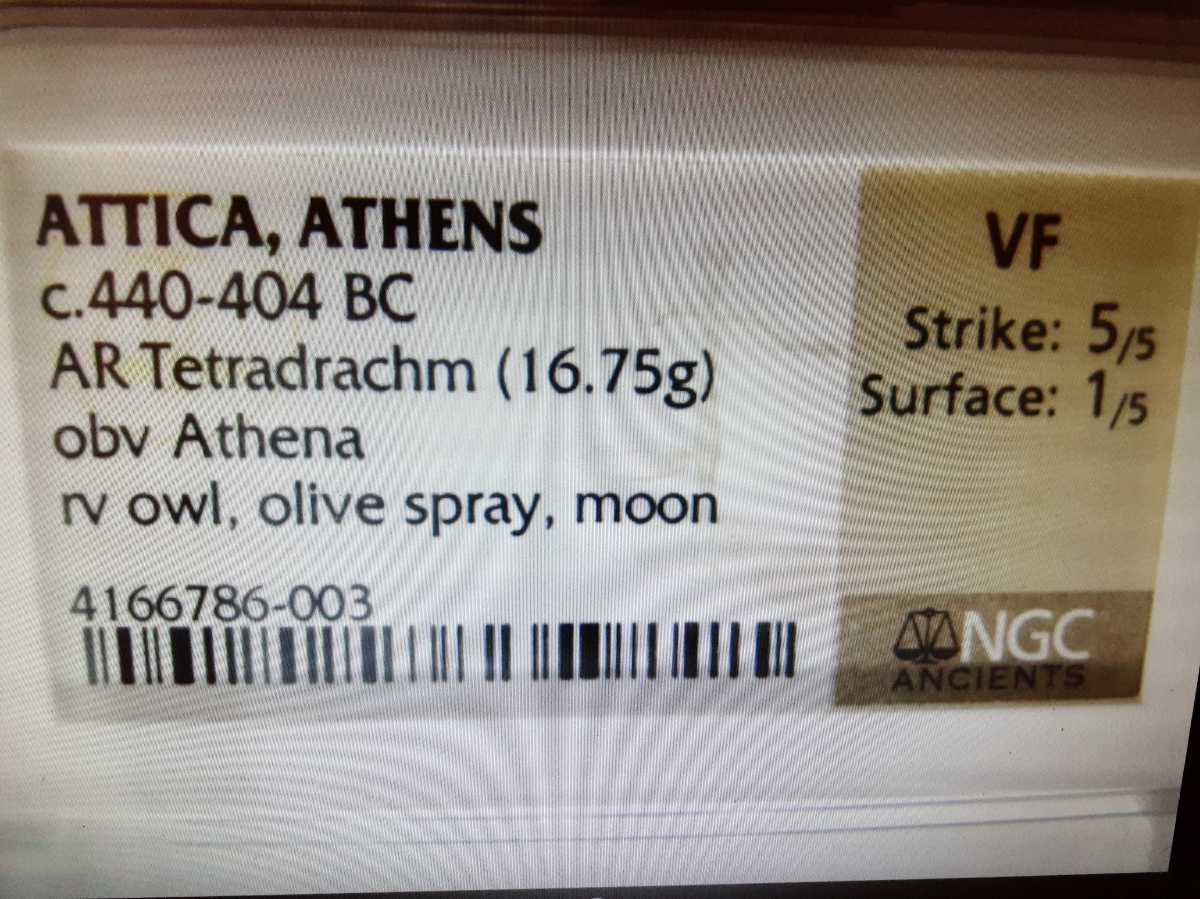 ATTICA, ATHENS
c.440-404 BC
AR Tetradrachm (16.75g)
obv Athena
rv owl, olive spray, moon
4166786-003
VF
Strike: 5/5
Surface: 1/5
NGC
ANCIENTS